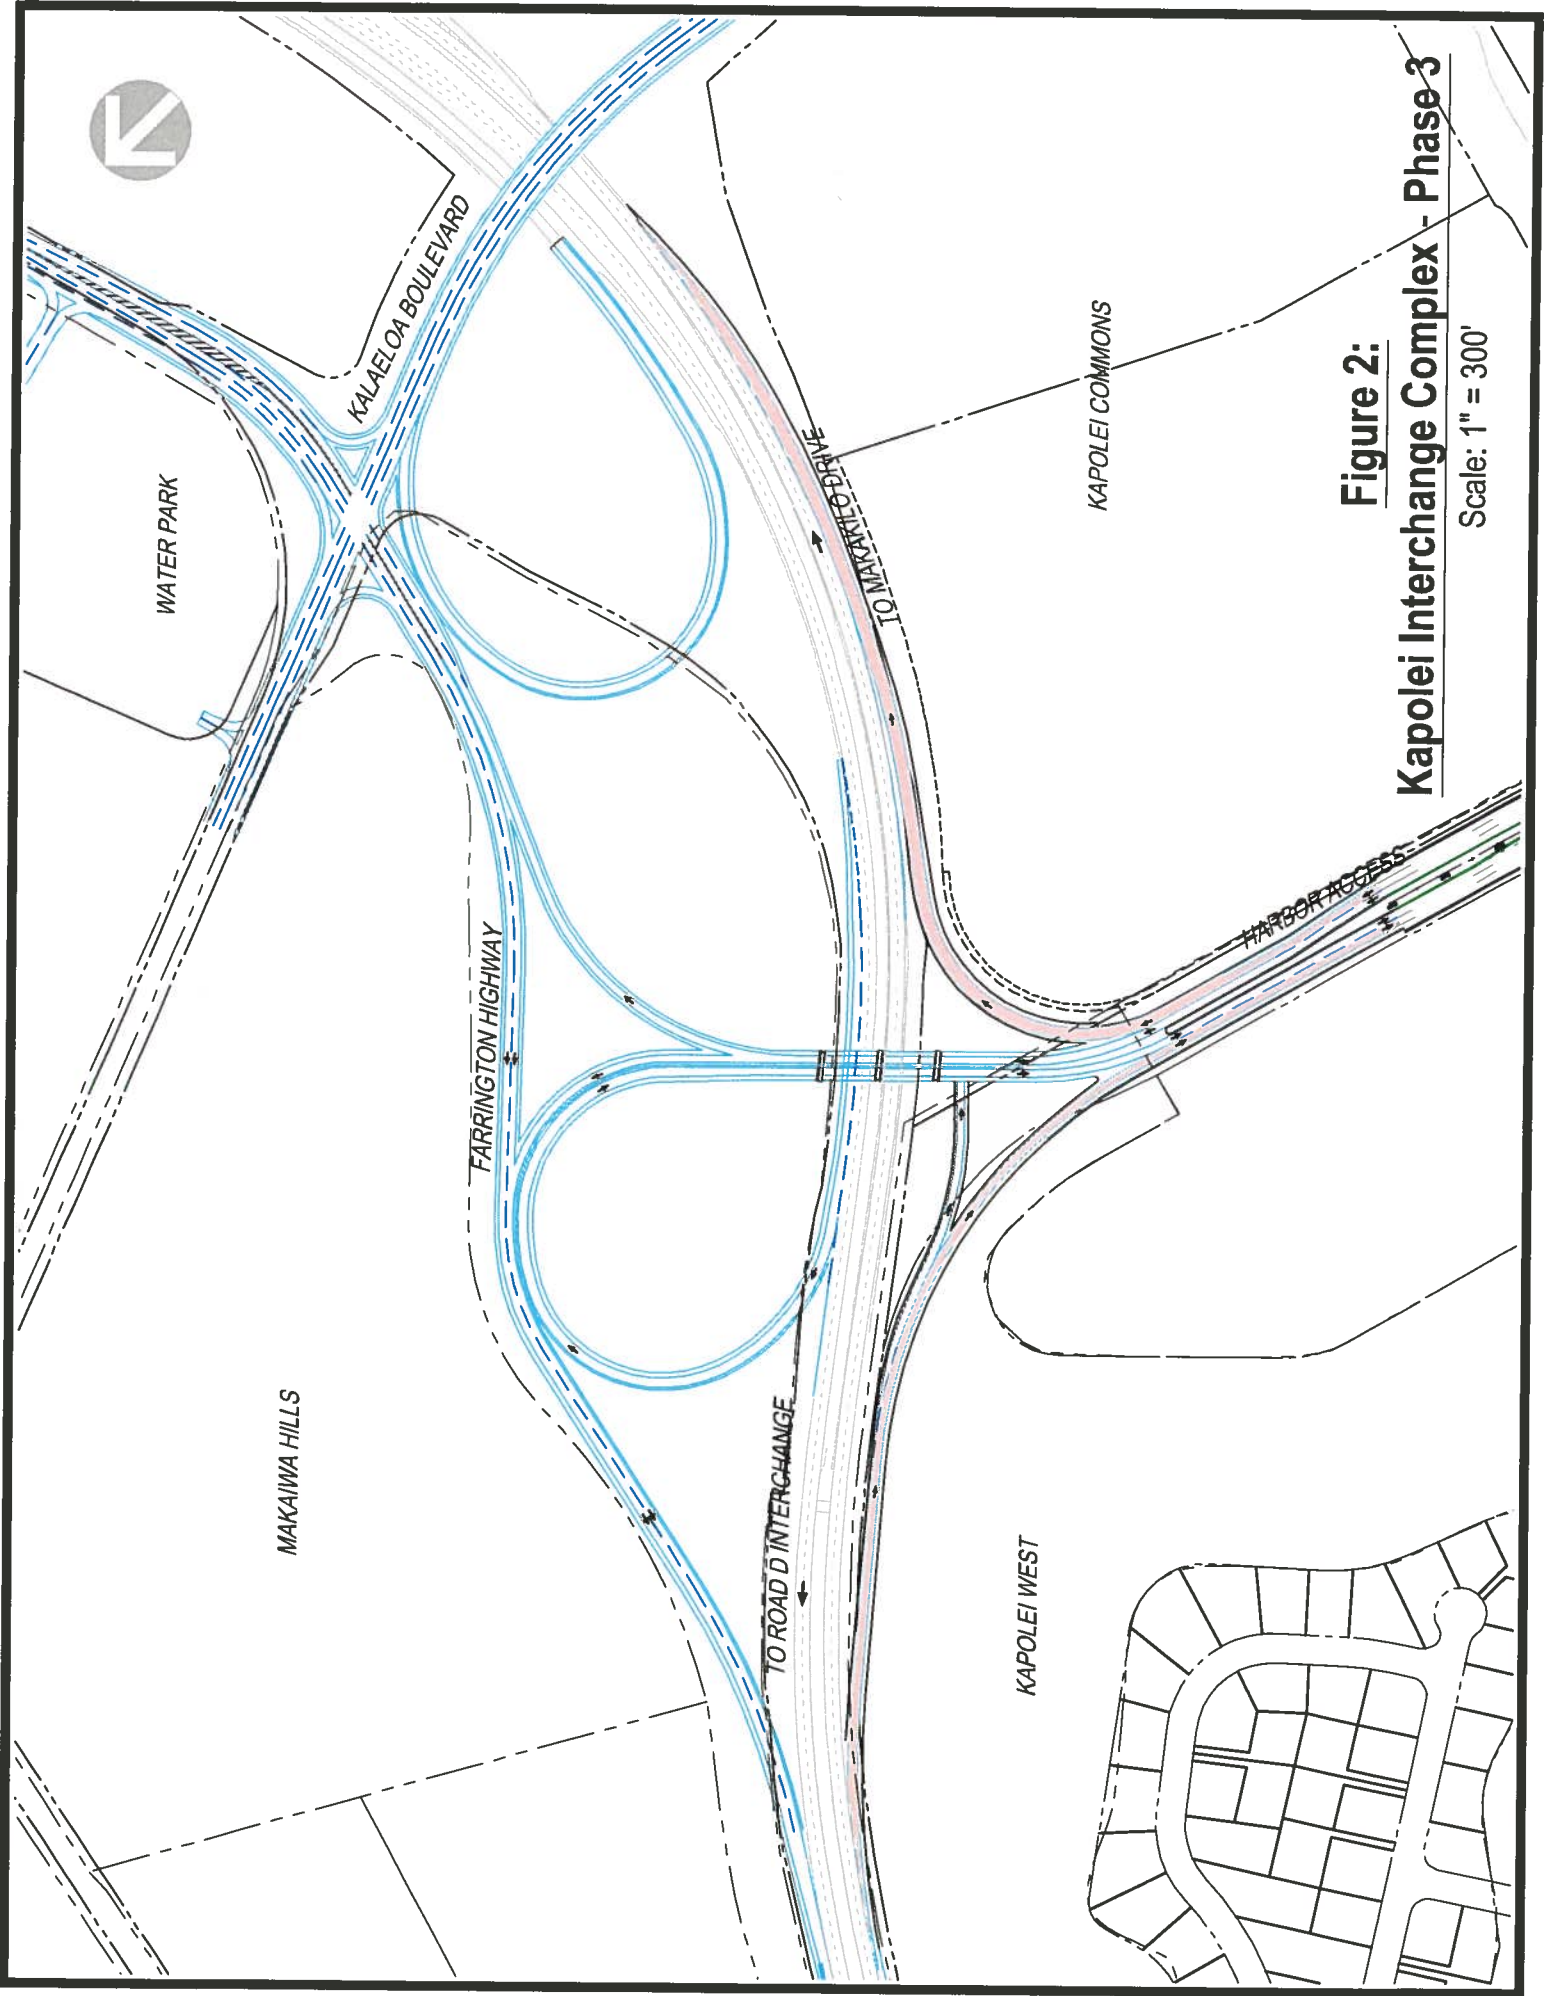 WATER PARK
KALAELOA BOULEVARD
FARRINGTON HIGHWAY
MAKAIWA HILLS
TO ROAD D INTERCHANGE
TO MAKAKILO DRIVE
KAPOLEI COMMONS
HARBOR ACCESS
KAPOLEI WEST
Figure 2:
Kapolei Interchange Complex - Phase 3
Scale: 1" = 300'